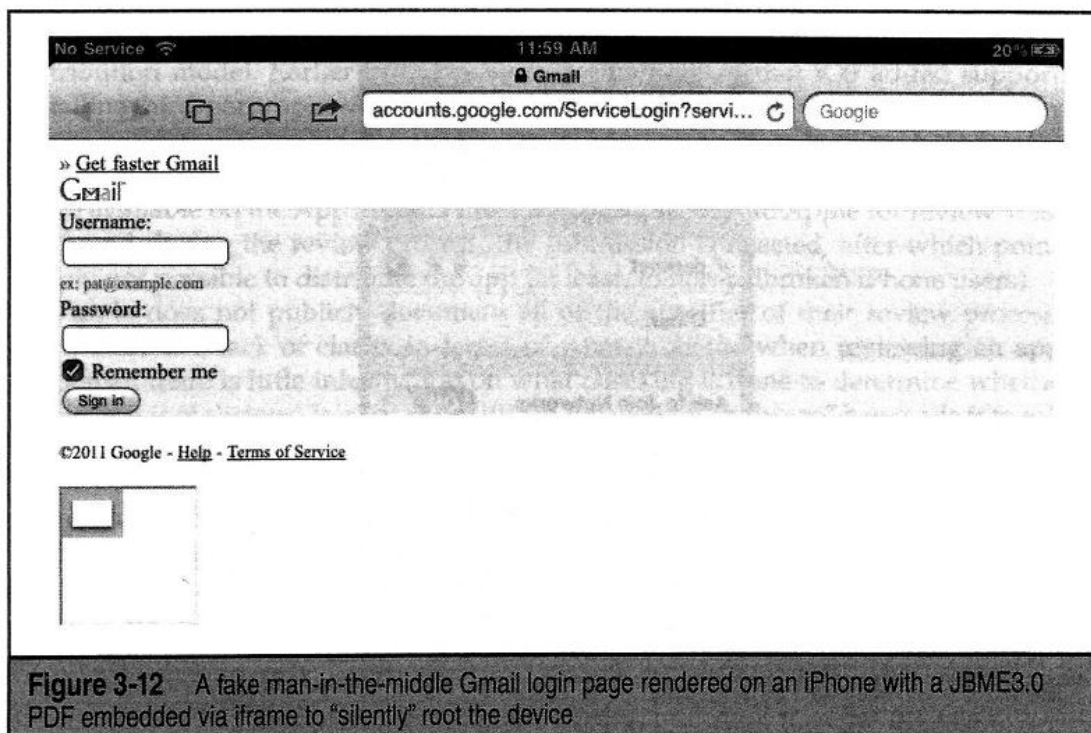 No Service 11:59 AM 20%
Gmail
accounts.google.com/ServiceLogin?servi... Google
» Get faster Gmail
Gmail
Username:
ex: pat@example.com
Password:
Remember me
Sign in
©2011 Google - Help - Terms of Service
Figure 3-12 A fake man-in-the-middle Gmail login page rendered on an iPhone with a JBME3.0
PDF embedded via iframe to “silently” root the device